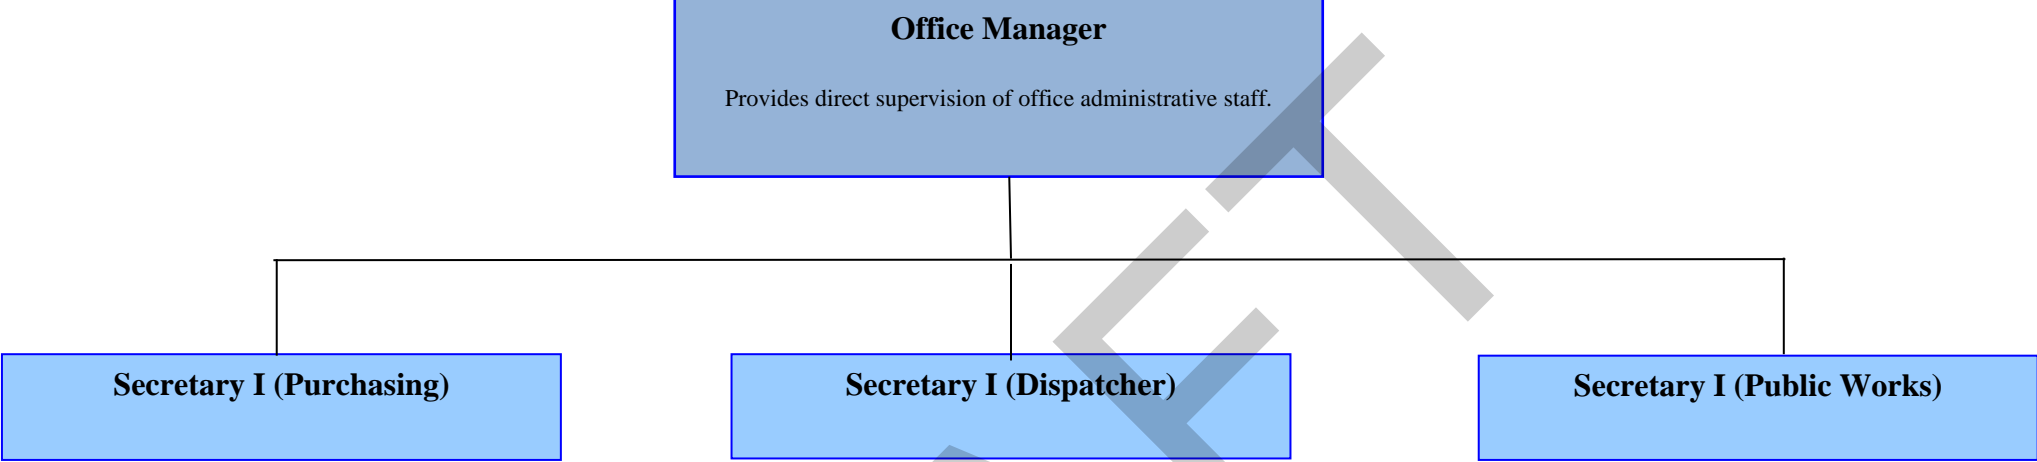 Office Manager
Provides direct supervision of office administrative staff.
Secretary I (Purchasing)
Secretary I (Dispatcher)
Secretary I (Public Works)